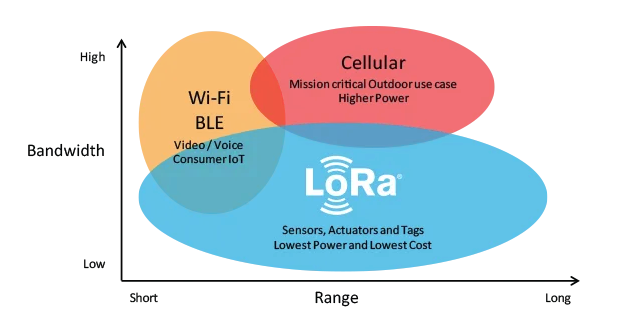 High
Bandwidth
Low
Wi-Fi
BLE
Video / Voice
Consumer IoT
Cellular
Mission critical Outdoor use case
Higher Power
LoRa®
Sensors, Actuators and Tags
Lowest Power and Lowest Cost
Short
Range
Long